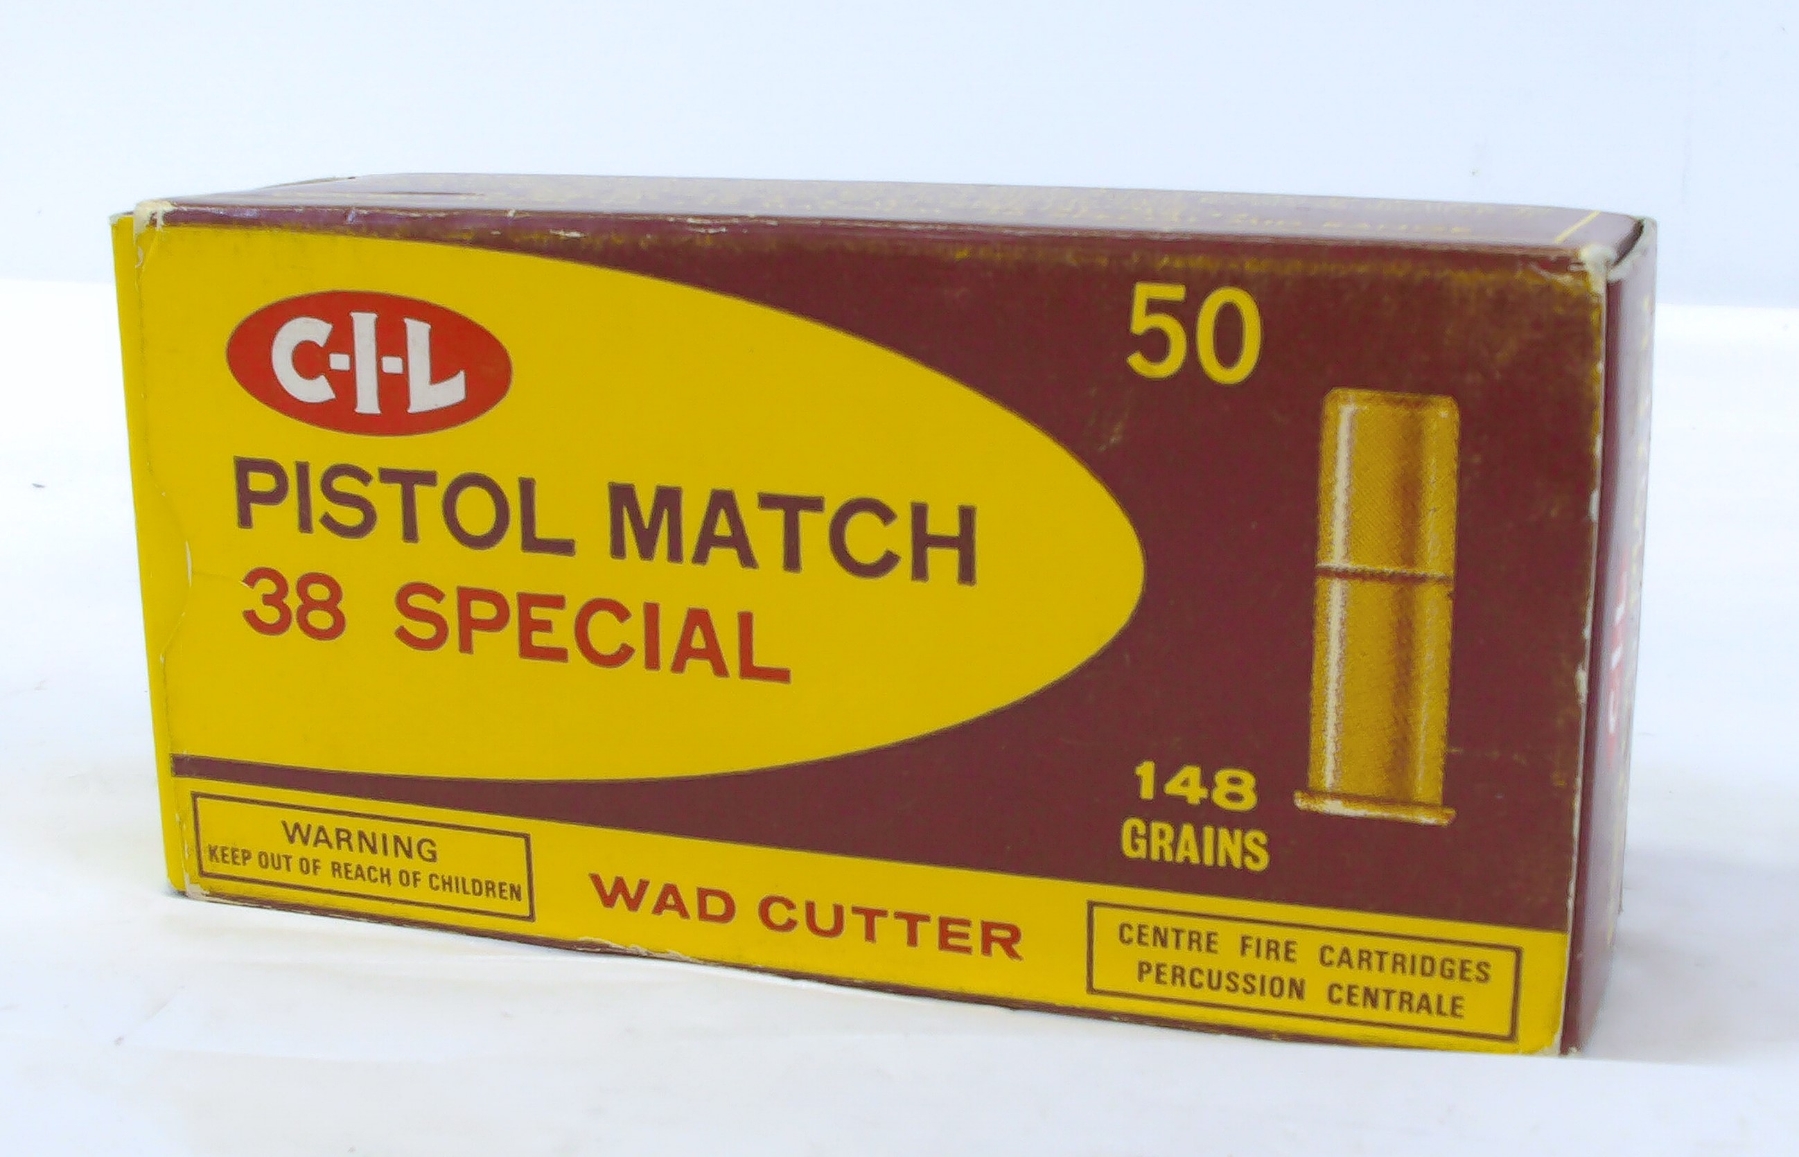 C-I-L
50
PISTOL MATCH
38 SPECIAL
148
GRAINS
WARNING
KEEP OUT OF REACH OF CHILDREN
WAD CUTTER
CENTRE FIRE CARTRIDGES
PERCUSSION CENTRALE